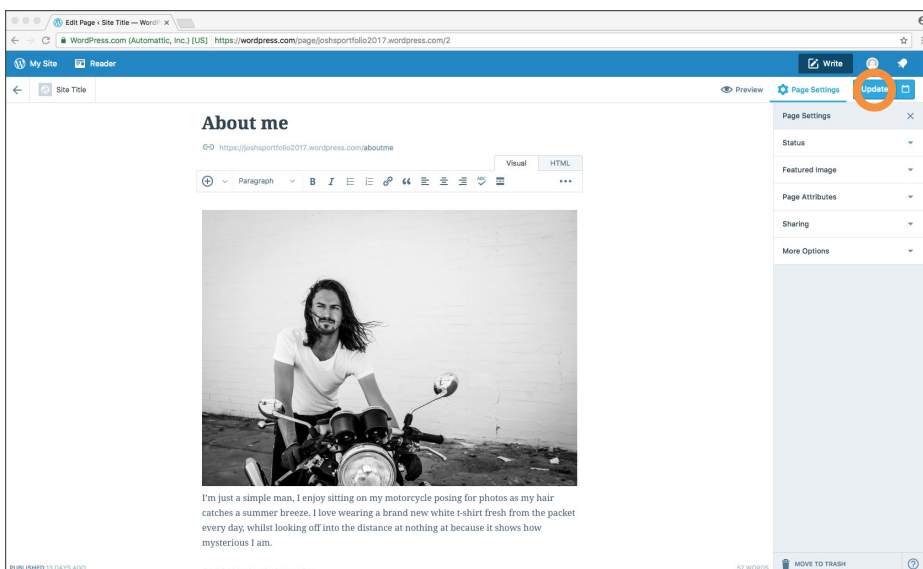 Edit Page ‹ Site Title — WordP
WordPress.com (Automattic, Inc.) [US] https://wordpress.com/page/joshsportfolio2017.wordpress.com/2
My Site Reader Write
Site Title Preview Page Settings Update
About me
https://joshsportfolio2017.wordpress.com/aboutme
Visual HTML
Paragraph B I ABC
Page Settings
Status
Featured Image
Page Attributes
Sharing
More Options
I'm just a simple man, I enjoy sitting on my motorcycle posing for photos as my hair
catches a summer breeze. I love wearing a brand new white t-shirt fresh from the packet
every day, whilst looking off into the distance at nothing at because it shows how
mysterious I am.
PUBLISHED 13 DAYS AGO 52 WORDS MOVE TO TRASH